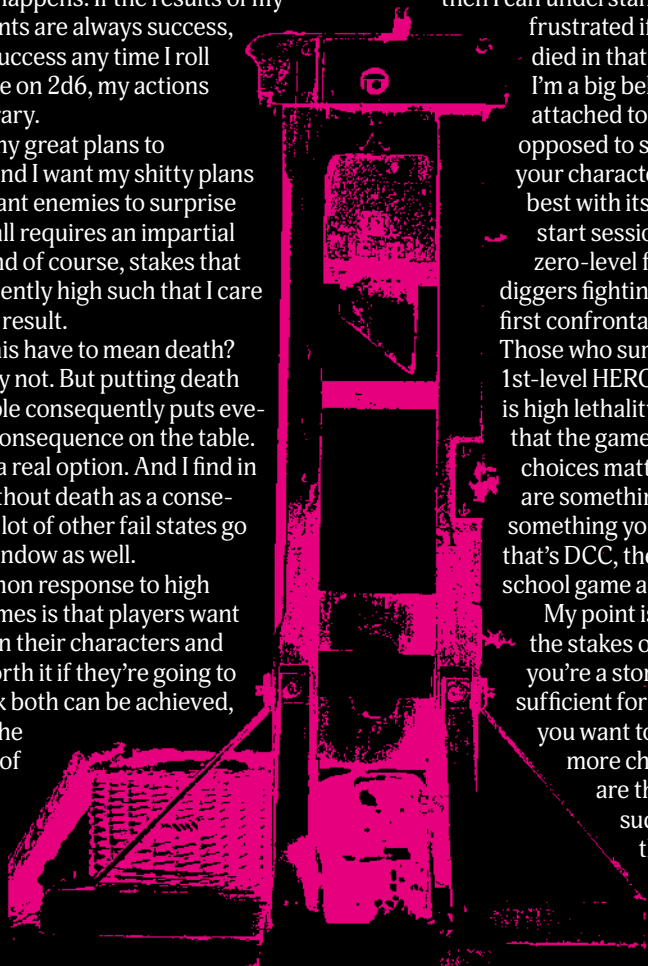 happens. If the results of my
nts are always success,
uccess any time I roll
e on 2d6, my actions
ary.
ny great plans to
nd I want my shitty plans
ant enemies to surprise
ll requires an impartial
nd of course, stakes that
ently high such that I care
result.
is have to mean death?
y not. But putting death
ble consequently puts eve-
onsequence on the table.
a real option. And I find in
thout death as a conse-
lot of other fail states go
ndow as well.
mon response to high
mes is that players want
n their characters and
orth it if they're going to
k both can be achieved,
he
of
then I can understan
frustrated if
died in that
I'm a big bel
attached to
opposed to s
your characte
best with its
start sessio
zero-level f
diggers fightin
first confronta
Those who sur
1st-level HERO
is high lethalit
that the game
choices matt
are somethin
something yo
that's DCC, the
school game a
My point is
the stakes o
you're a stor
sufficient for
you want to
more ch
are th
suc
t